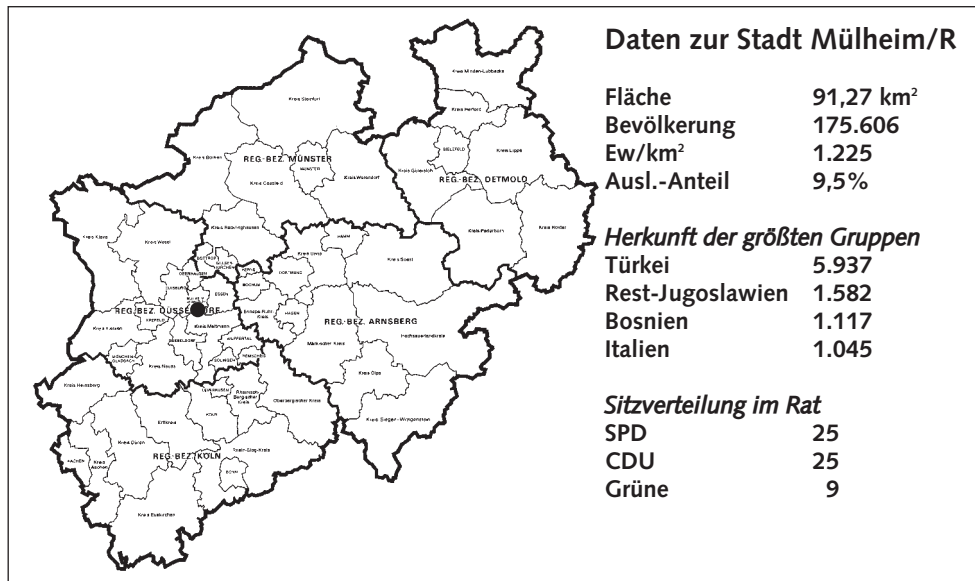 Daten zur Stadt Mülheim/R
Fläche 91,27 km²
Bevölkerung 175.606
Ew/km² 1.225
Ausl.-Anteil 9,5%
Herkunft der größten Gruppen
Türkei 5.937
Rest-Jugoslawien 1.582
Bosnien 1.117
Italien 1.045
Sitzverteilung im Rat
SPD 25
CDU 25
Grüne 9
Kreis Minden-Lübbecke
Kreis Steinfurt
Kreis Herford
BIELEFELD
Kreis Lippe
Kreis Borken
REG.-BEZ. MÜNSTER
MÜNSTER
Kreis Gütersloh
REG.-BEZ. DETMOLD
Kreis Coesfeld
Kreis Warendorf
Kreis Paderborn
Kreis Höxter
Kreis Kleve
Kreis Wesel
Kreis Recklinghausen
HAMM
Kreis Unna
Kreis Soest
BOTTROP
OBERHAUSEN
DORTMUND
BOCHUM
ESSEN
DUISBURG
REG.-BEZ. DÜSSELDORF
HAGEN
REG.-BEZ. ARNSBERG
KREFELD
Kreis Mettmann
Hochsauerlandkreis
Märkischer Kreis
DÜSSELDORF
WUPPERTAL
SOLINGEN
REMSCHEID
Kreis Neuss
Kreis Olpe
Kreis Heinsberg
Oberbergischer Kreis
KÖLN
Erftkreis
Kreis Siegen-Wittgenstein
Kreis Düren
AACHEN
Kreis Aachen
REG.-BEZ. KÖLN
Rhein-Sieg-Kreis
BONN
Kreis Euskirchen